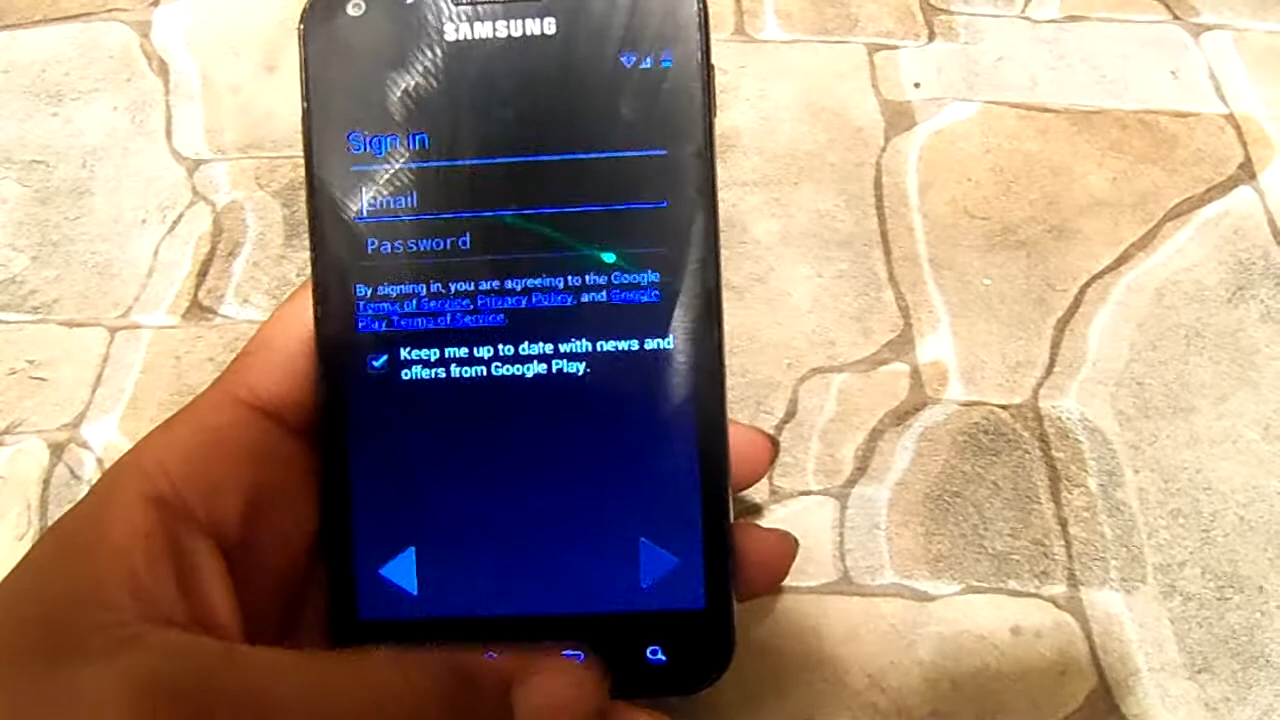 SAMSUNG
Sign in
Email
Password
By signing in, you are agreeing to the Google
Terms of Service, Privacy Policy, and Google
Play Terms of Service.
Keep me up to date with news and
offers from Google Play.